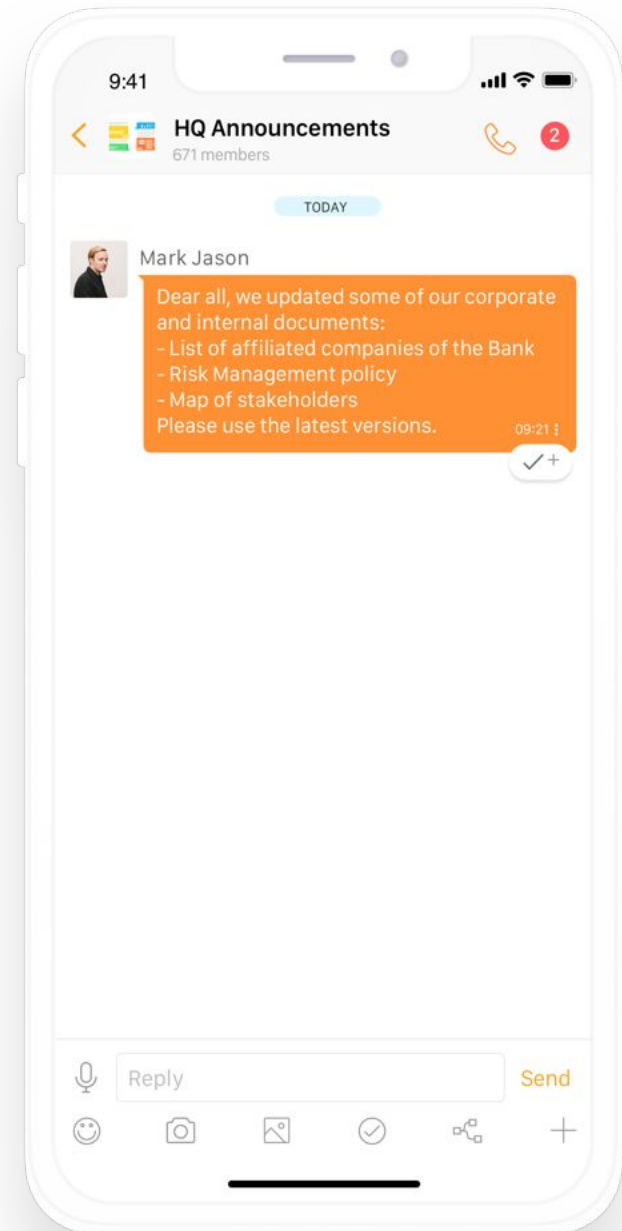 9:41
HQ Announcements
671 members
2
TODAY
Mark Jason
Dear all, we updated some of our corporate
and internal documents:
- List of affiliated companies of the Bank
- Risk Management policy
- Map of stakeholders
Please use the latest versions.
09:21
Reply
Send